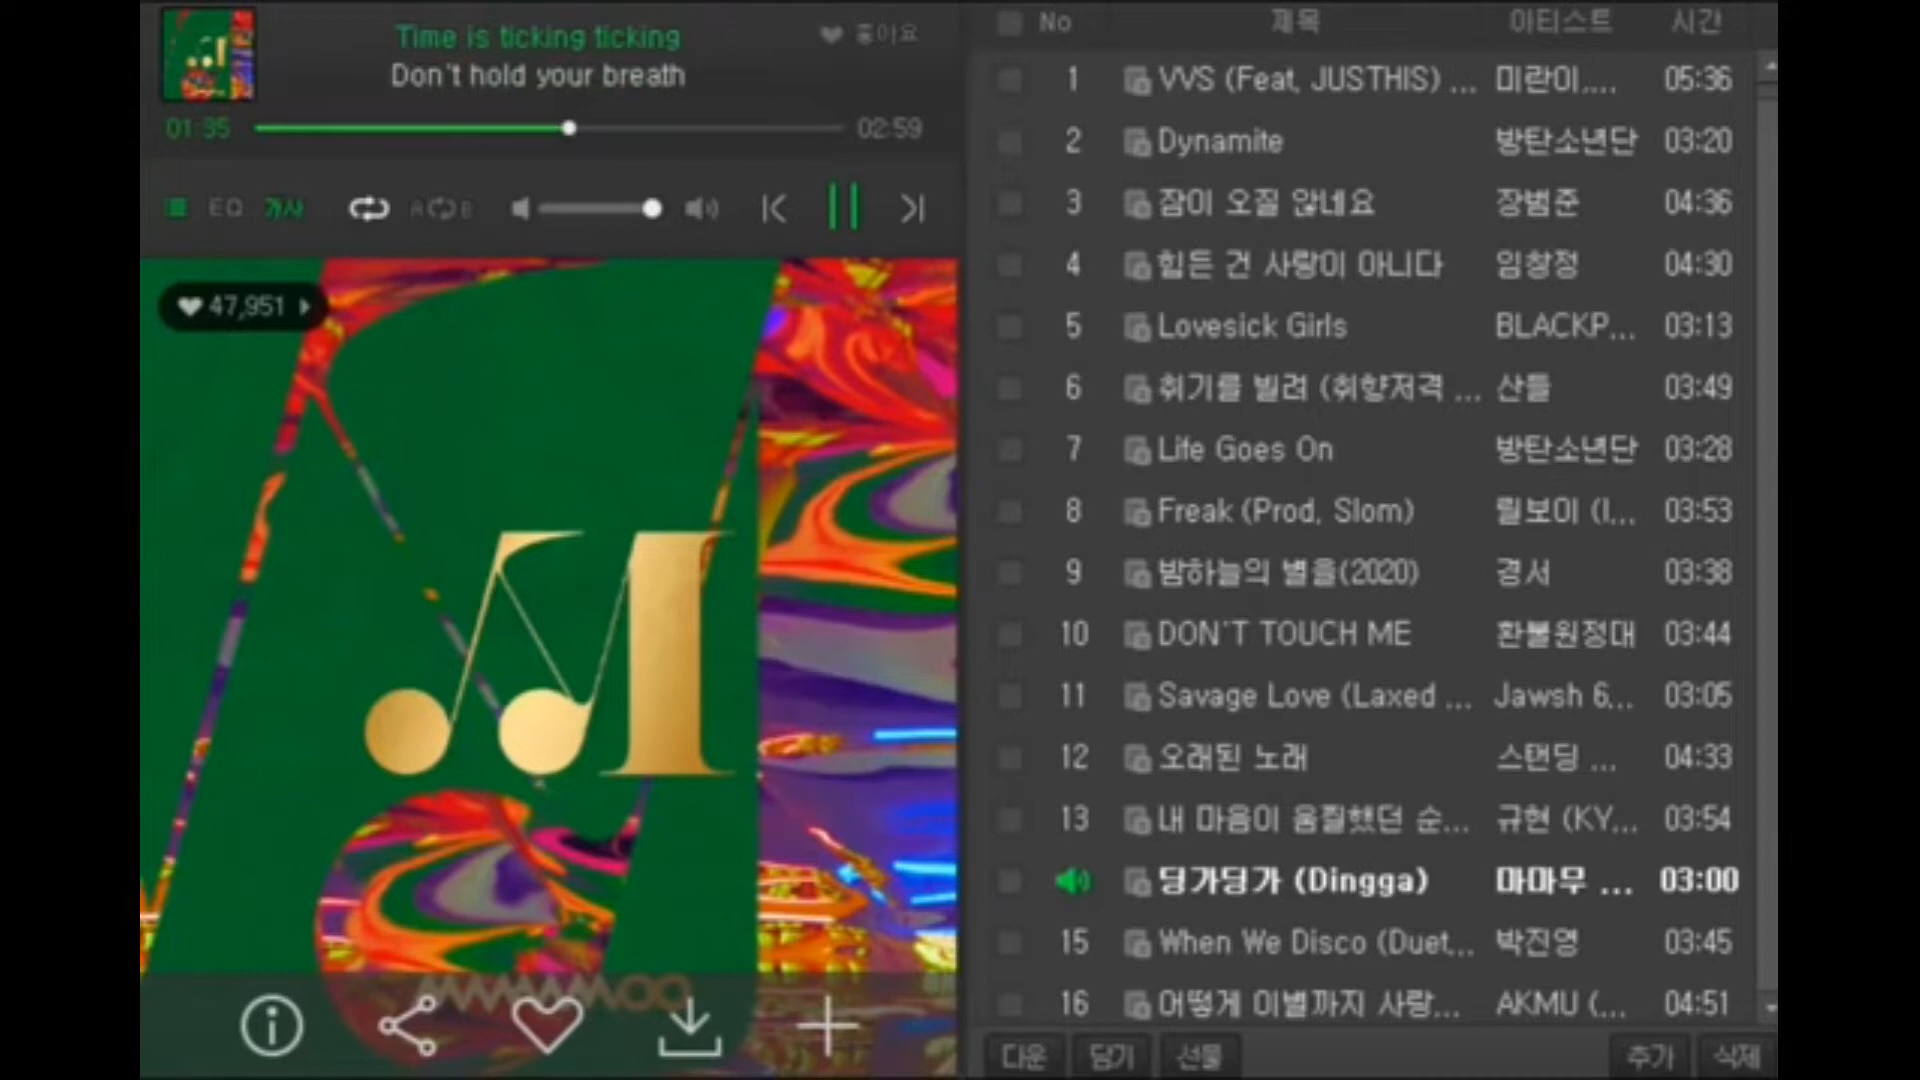 Time is ticking ticking
Don't hold your breath
좋아요
01:35
02:59
EQ 가사
A B
47,951
MAMAMOO
No 제목 아티스트 시간
1 VVS (Feat. JUSTHIS) ... 미란이,... 05:36
2 Dynamite 방탄소년단 03:20
3 잠이 오질 않네요 장범준 04:36
4 힘든 건 사랑이 아니다 임창정 04:30
5 Lovesick Girls BLACKP... 03:13
6 취기를 빌려 (취향저격 ... 산들 03:49
7 Life Goes On 방탄소년단 03:28
8 Freak (Prod. Slom) 릴보이 (l... 03:53
9 밤하늘의 별을(2020) 경서 03:38
10 DON'T TOUCH ME 환불원정대 03:44
11 Savage Love (Laxed ... Jawsh 6... 03:05
12 오래된 노래 스탠딩 ... 04:33
13 내 마음이 움찔했던 순... 규현 (KY... 03:54
딩가딩가 (Dingga) 마마무 ... 03:00
15 When We Disco (Duet... 박진영 03:45
16 어떻게 이별까지 사랑... AKMU (... 04:51
다운 담기 선물 추가 삭제